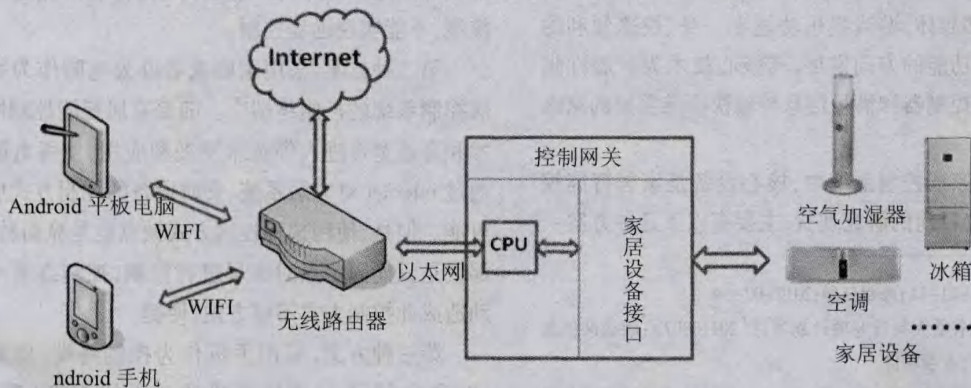 Internet
控制网关
Android 平板电脑
WIFI
CPU
以太网
家居设备接口
空气加湿器
冰箱
空调
WIFI
无线路由器
家居设备
ndroid 手机